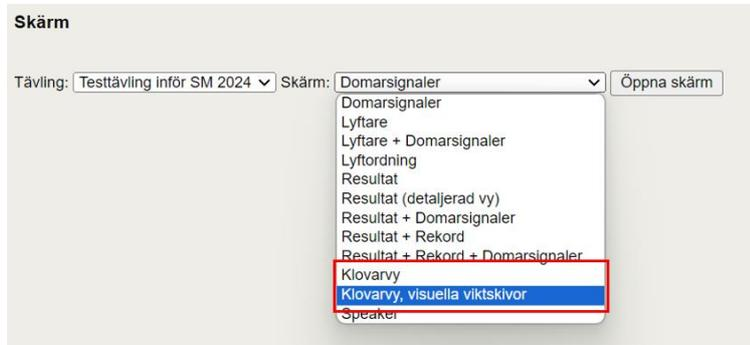 Skärm
Tävling: Testtävling inför SM 2024 Skärm: Domarsignaler Öppna skärm
Domarsignaler
Lyftare
Lyftare + Domarsignaler
Lyftordning
Resultat
Resultat (detaljerad vy)
Resultat + Domarsignaler
Resultat + Rekord
Resultat + Rekord + Domarsignaler
Klovarvy
Klovarvy, visuella viktskivor
Speaker